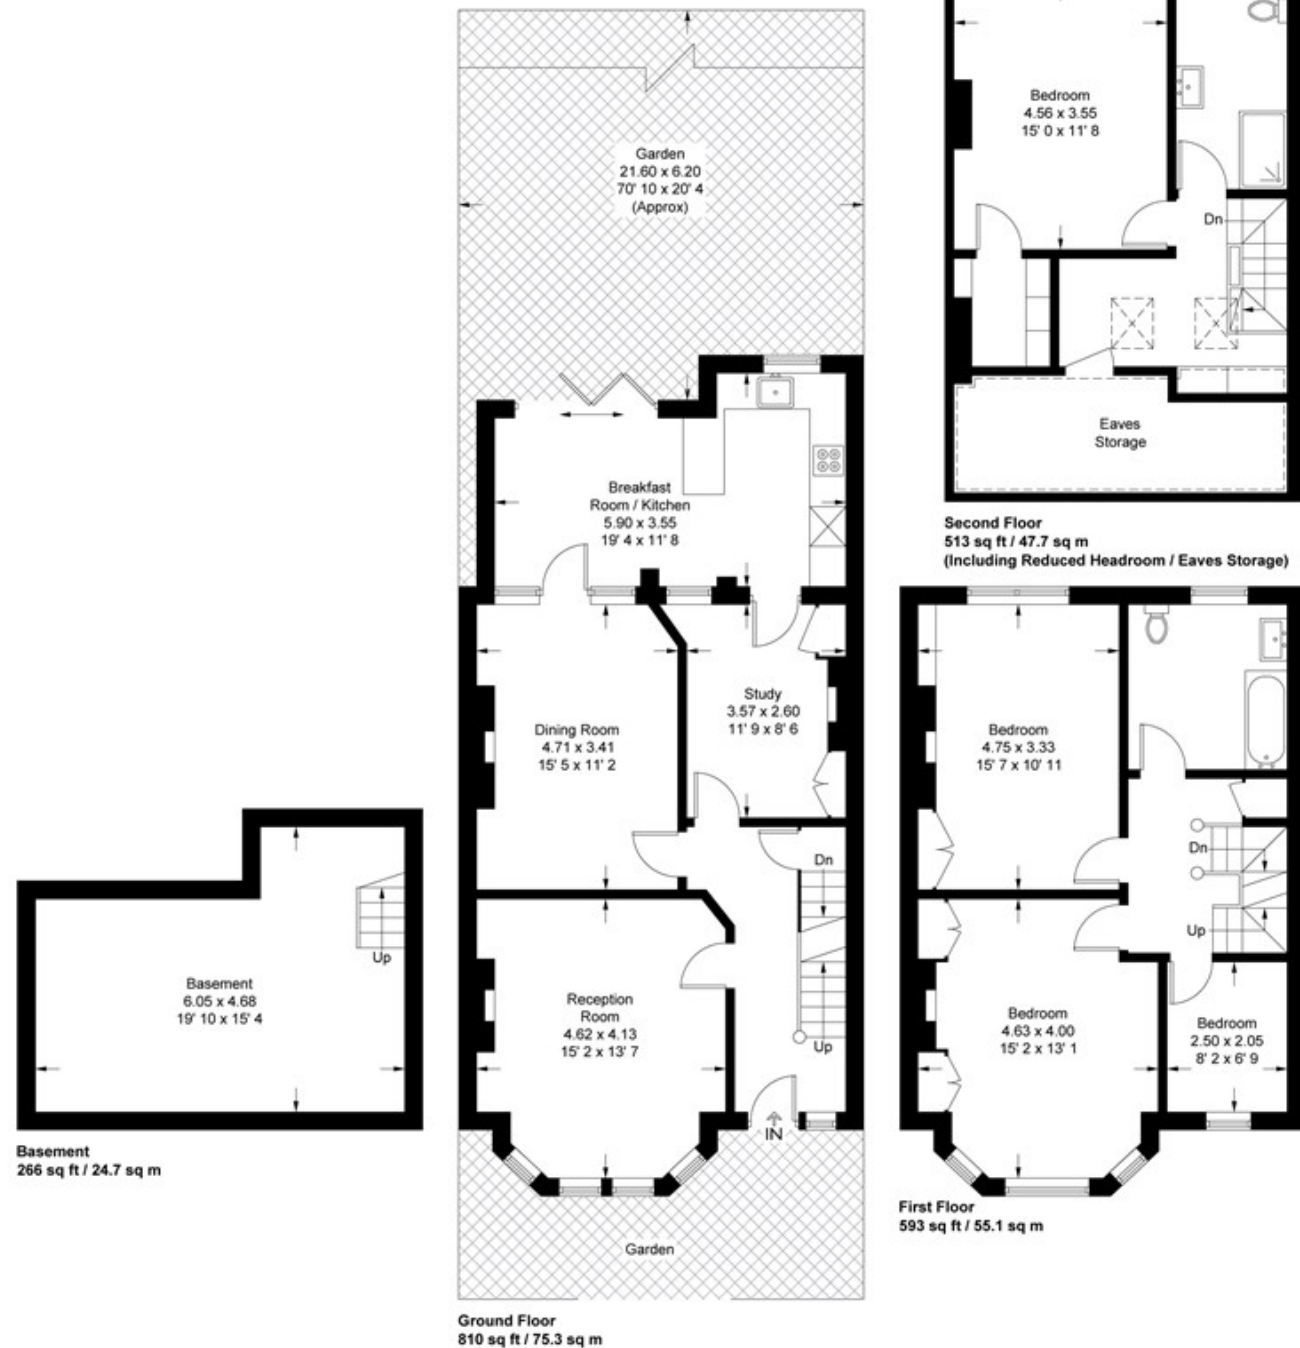 Garden
21.60 x 6.20
70' 10 x 20' 4
(Approx)
Breakfast
Room / Kitchen
5.90 x 3.55
19' 4 x 11' 8
Dining Room
4.71 x 3.41
15' 5 x 11' 2
Study
3.57 x 2.60
11' 9 x 8' 6
Dn
Reception
Room
4.62 x 4.13
15' 2 x 13' 7
Up
IN
Garden
Ground Floor
810 sq ft / 75.3 sq m
Basement
6.05 x 4.68
19' 10 x 15' 4
Up
Basement
266 sq ft / 24.7 sq m
Bedroom
4.56 x 3.55
15' 0 x 11' 8
Dn
Eaves
Storage
Second Floor
513 sq ft / 47.7 sq m
(Including Reduced Headroom / Eaves Storage)
Bedroom
4.75 x 3.33
15' 7 x 10' 11
Dn
Up
Bedroom
4.63 x 4.00
15' 2 x 13' 1
Bedroom
2.50 x 2.05
8' 2 x 6' 9
First Floor
593 sq ft / 55.1 sq m